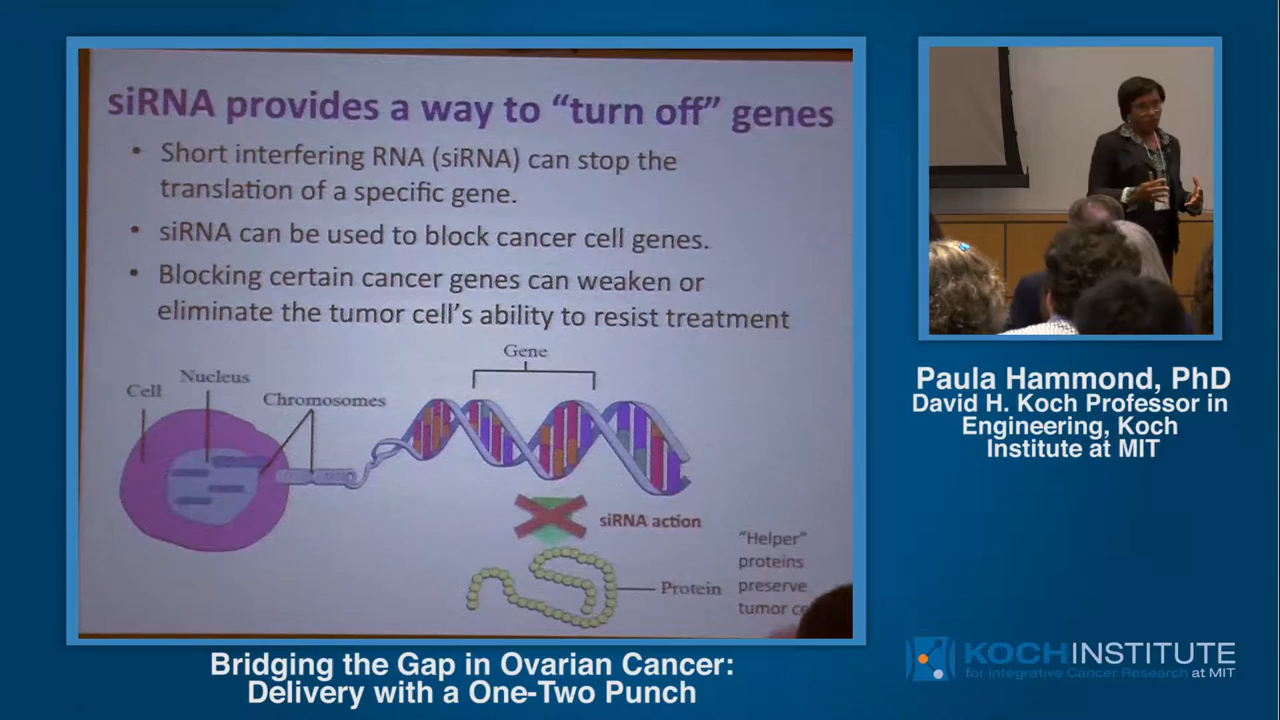 siRNA provides a way to “turn off” genes
• Short interfering RNA (siRNA) can stop the
translation of a specific gene.
• siRNA can be used to block cancer cell genes.
• Blocking certain cancer genes can weaken or
eliminate the tumor cell’s ability to resist treatment
Gene
Nucleus
Cell
Chromosomes
siRNA action
“Helper”
proteins
Protein
preserve
tumor
Paula Hammond, PhD
David H. Koch Professor in
Engineering, Koch
Institute at MIT
Bridging the Gap in Ovarian Cancer:
Delivery with a One-Two Punch
KOCH INSTITUTE
for Integrative Cancer Research at MIT